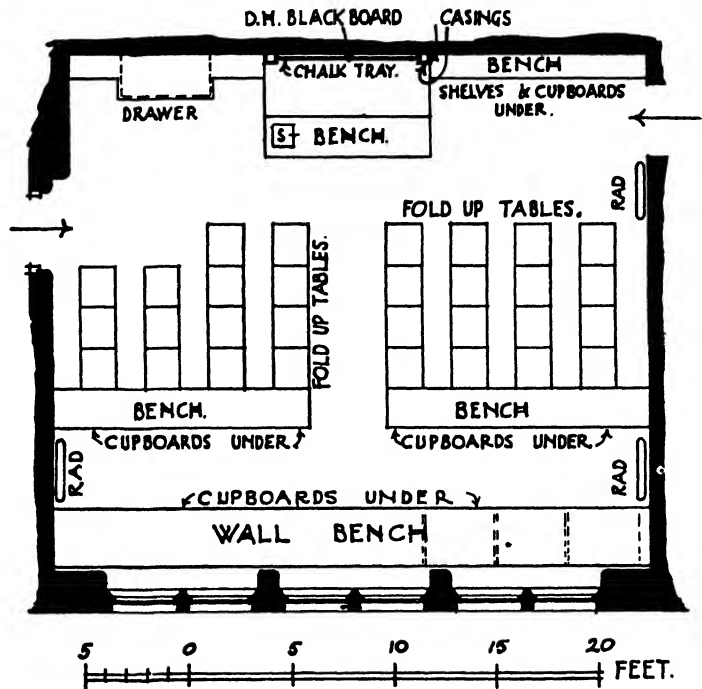 D.H. BLACK BOARD
CASINGS
CHALK TRAY.
BENCH
SHELVES & CUPBOARDS
UNDER.
DRAWER
S
BENCH.
RAD
FOLD UP TABLES.
FOLD UP TABLES.
BENCH.
BENCH
CUPBOARDS UNDER
CUPBOARDS UNDER
RAD
RAD
CUPBOARDS UNDER
WALL BENCH
5 0 5 10 15 20
FEET.